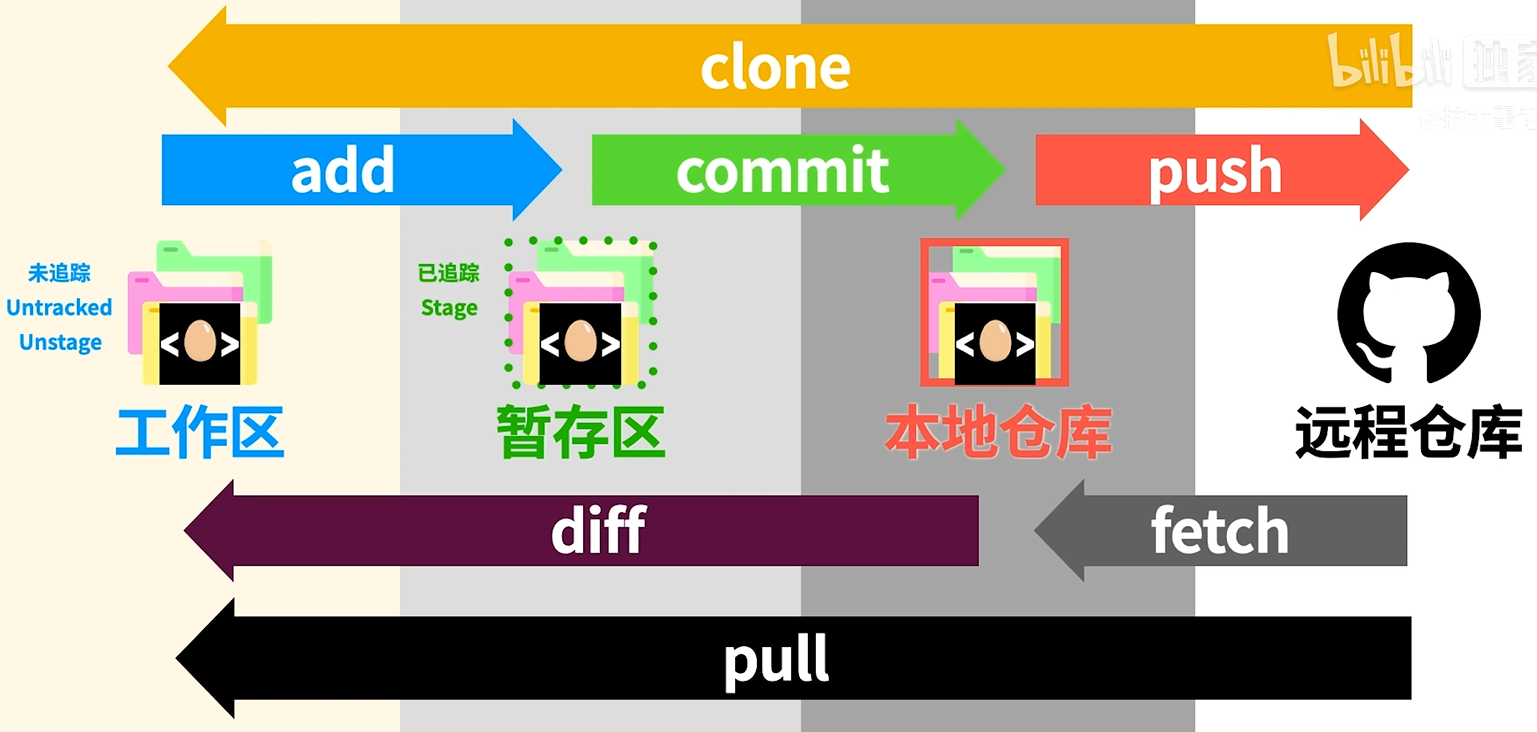 clone
bilibili 独家
add
commit
push
未追踪
Untracked
Unstage
已追踪
Stage
< >
< >
< >
工作区
暂存区
本地仓库
远程仓库
diff
fetch
pull